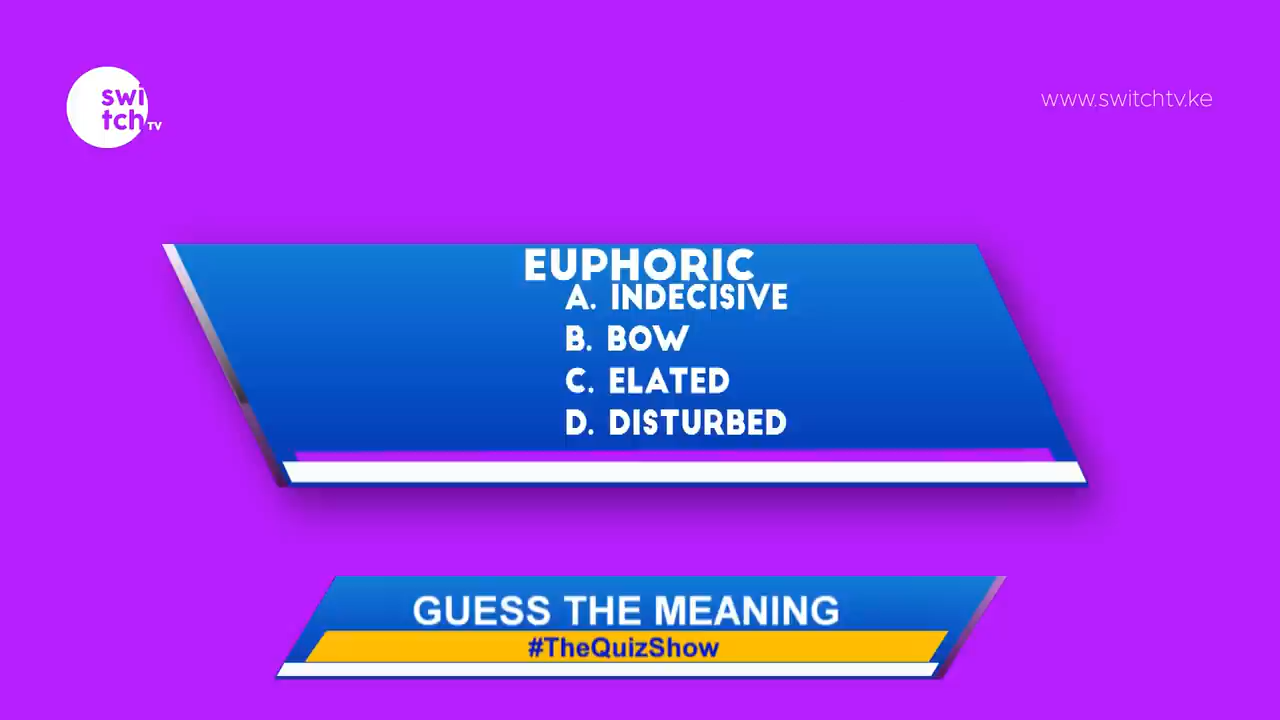 swi
tch TV
www.switchtv.ke
EUPHORIC
A. INDECISIVE
B. BOW
C. ELATED
D. DISTURBED
GUESS THE MEANING
#TheQuizShow